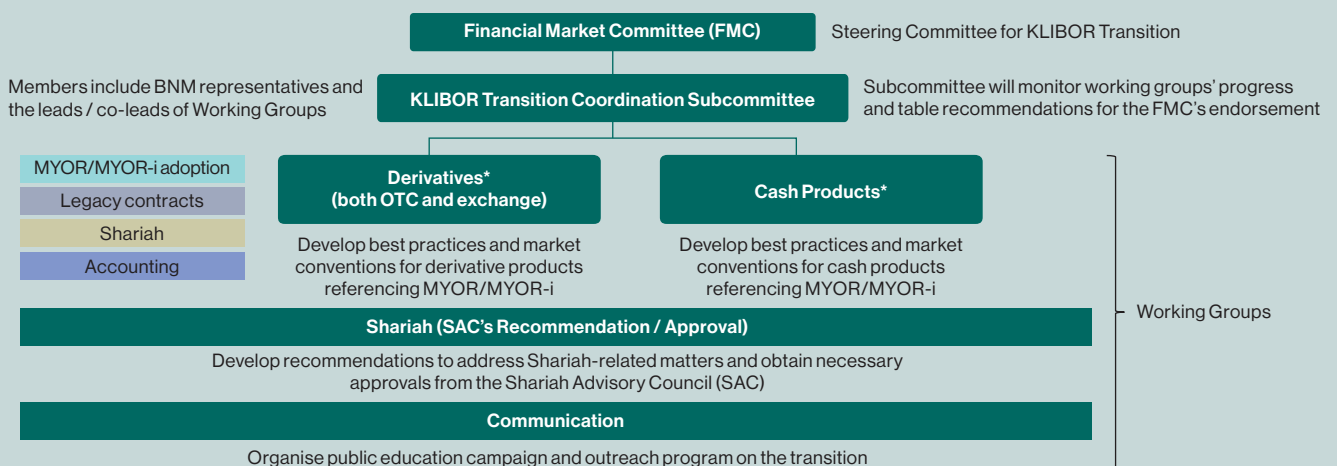 Financial Market Committee (FMC)
Steering Committee for KLIBOR Transition
Members include BNM representatives and
the leads / co-leads of Working Groups
KLIBOR Transition Coordination Subcommittee
Subcommittee will monitor working groups' progress
and table recommendations for the FMC's endorsement
MYOR/MYOR-i adoption
Legacy contracts
Shariah
Accounting
Derivatives*
(both OTC and exchange)
Develop best practices and market
conventions for derivative products
referencing MYOR/MYOR-i
Cash Products*
Develop best practices and market
conventions for cash products
referencing MYOR/MYOR-i
Working Groups
Shariah (SAC's Recommendation / Approval)
Develop recommendations to address Shariah-related matters and obtain necessary
approvals from the Shariah Advisory Council (SAC)
Communication
Organise public education campaign and outreach program on the transition